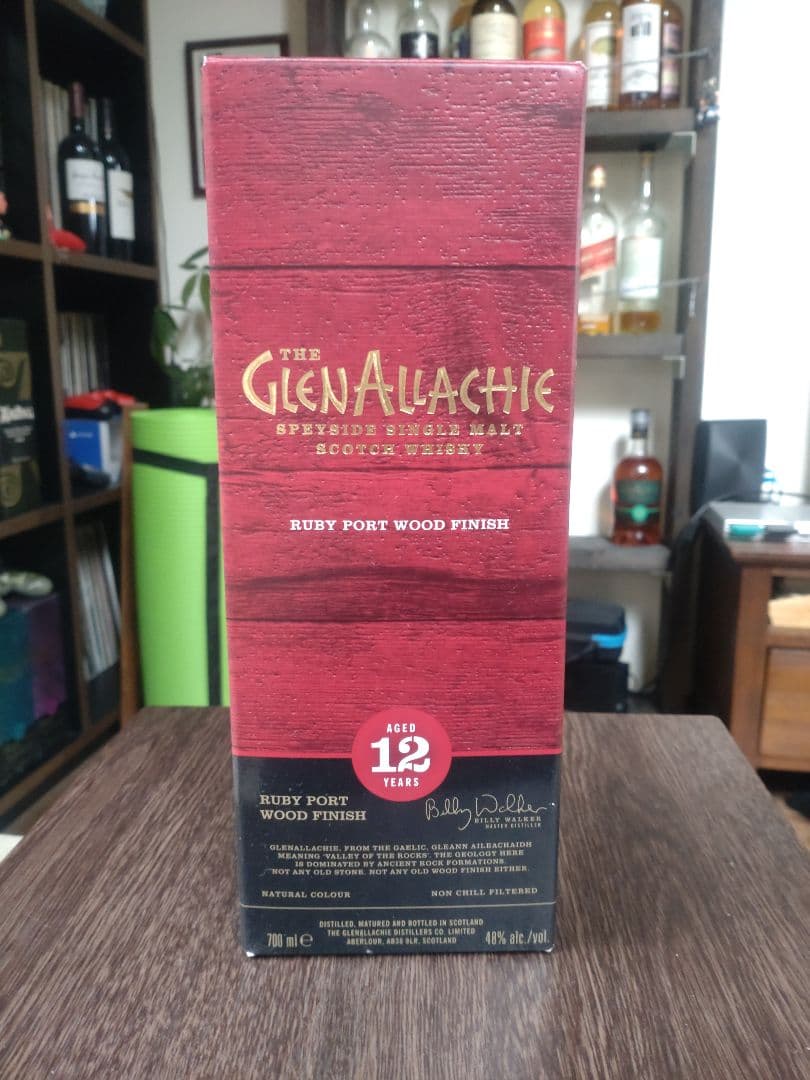 THE
GLENALLACHIE
SPEYSIDE SINGLE MALT
SCOTCH WHISKY
RUBY PORT WOOD FINISH
AGED
12
YEARS
RUBY PORT
WOOD FINISH
Billy Walker
BILLY WALKER
MASTER DISTILLER
GLENALLACHIE, FROM THE GAELIC, GLEANN AILEACHAIDH
MEANING 'VALLEY OF THE ROCKS'. THE GEOLOGY HERE
IS DOMINATED BY ANCIENT ROCK FORMATIONS.
NOT ANY OLD STONE. NOT ANY OLD WOOD FINISH EITHER.
NATURAL COLOUR
NON CHILL FILTERED
DISTILLED, MATURED AND BOTTLED IN SCOTLAND
THE GLENALLACHIE DISTILLERS CO. LIMITED
ABERLOUR, AB38 9LR, SCOTLAND
700 ml e
48% alc./vol.